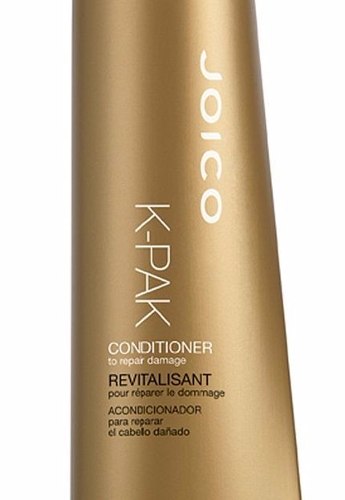 JOICO
K-PAK
CONDITIONER
to repair damage
REVITALISANT
pour réparer le dommage
ACONDICIONADOR
para reparar
el cabello dañado